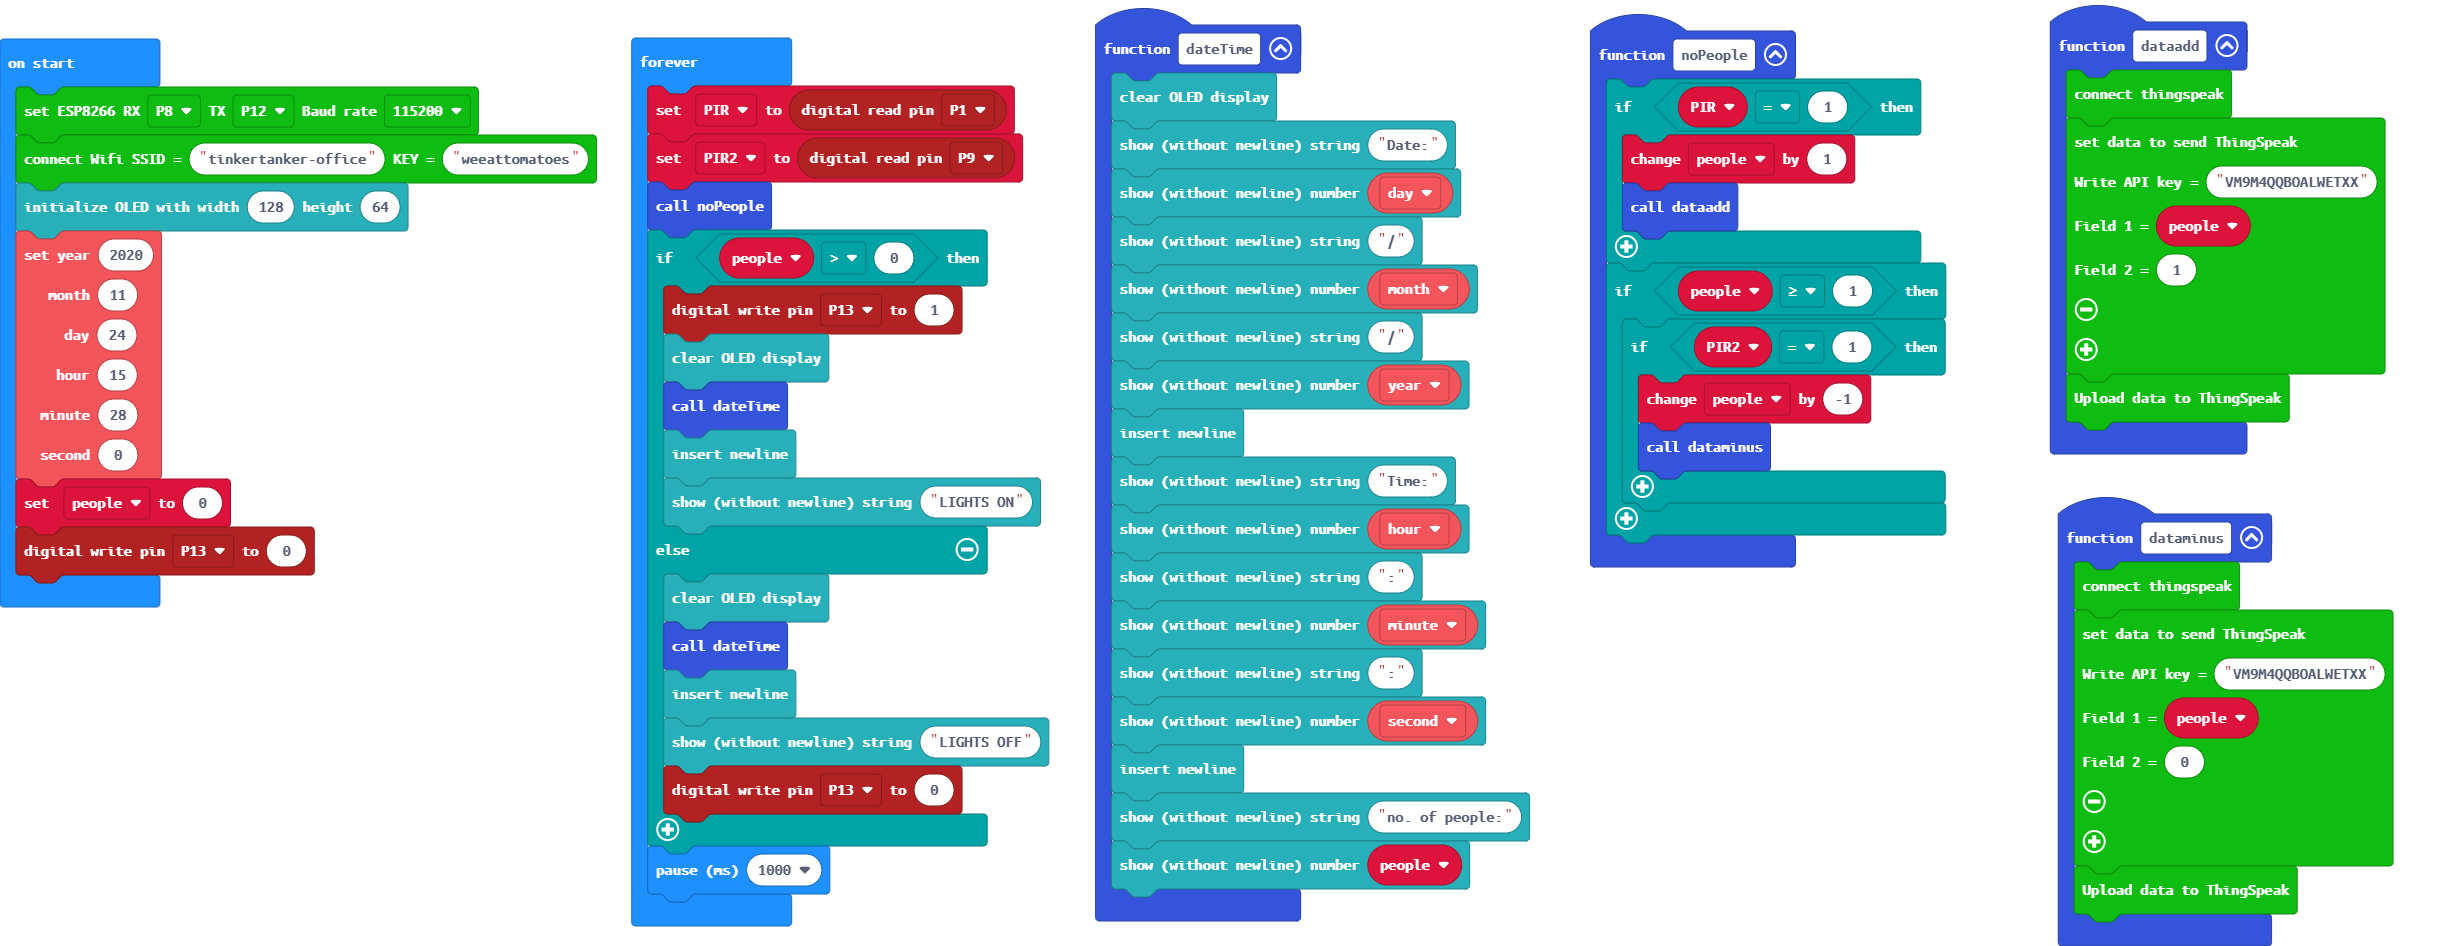 on start
set ESP8266 RX P8 TX P12 Baud rate 115200
connect Wifi SSID = "tinkertanker-office" KEY = "weeattomatoes"
initialize OLED with width 128 height 64
set year 2020
month 11
day 24
hour 15
minute 28
second 0
set people to 0
digital write pin P13 to 0
forever
set PIR to digital read pin P1
set PIR2 to digital read pin P9
call noPeople
if people > 0 then
digital write pin P13 to 1
clear OLED display
call dateTime
insert newline
show (without newline) string "LIGHTS ON"
else
clear OLED display
call dateTime
insert newline
show (without newline) string "LIGHTS OFF"
digital write pin P13 to 0
pause (ms) 1000
function dateTime
clear OLED display
show (without newline) string "Date:"
show (without newline) number day
show (without newline) string "/"
show (without newline) number month
show (without newline) string "/"
show (without newline) number year
insert newline
show (without newline) string "Time:"
show (without newline) number hour
show (without newline) string ":"
show (without newline) number minute
show (without newline) string ":"
show (without newline) number second
insert newline
show (without newline) string "no. of people:"
show (without newline) number people
function noPeople
if PIR = 1 then
change people by 1
call dataadd
if people ≥ 1 then
if PIR2 = 1 then
change people by -1
call dataminus
function dataadd
connect thingspeak
set data to send ThingSpeak
Write API key = "VM9M4QQBOALWETXX"
Field 1 = people
Field 2 = 1
Upload data to ThingSpeak
function dataminus
connect thingspeak
set data to send ThingSpeak
Write API key = "VM9M4QQBOALWETXX"
Field 1 = people
Field 2 = 0
Upload data to ThingSpeak